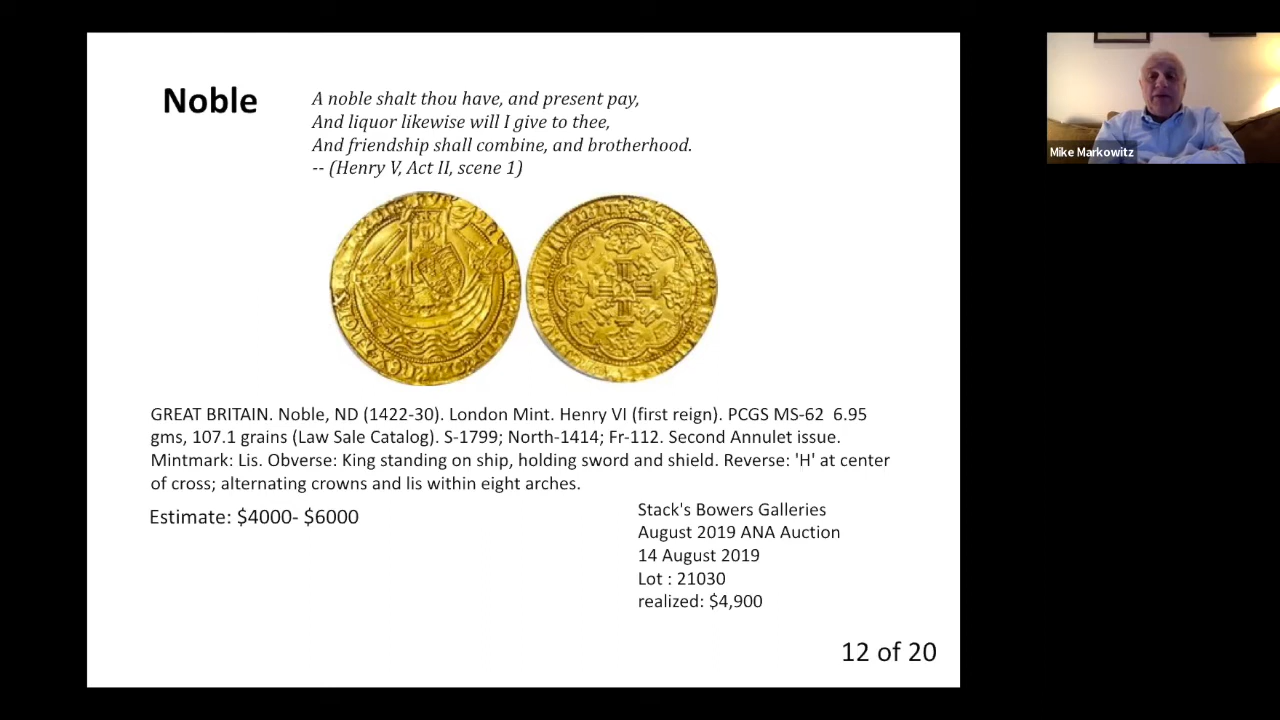 Noble
A noble shalt thou have, and present pay,
And liquor likewise will I give to thee,
And friendship shall combine, and brotherhood.
-- (Henry V, Act II, scene 1)
GREAT BRITAIN. Noble, ND (1422-30). London Mint. Henry VI (first reign). PCGS MS-62 6.95
gms, 107.1 grains (Law Sale Catalog). S-1799; North-1414; Fr-112. Second Annulet issue.
Mintmark: Lis. Obverse: King standing on ship, holding sword and shield. Reverse: 'H' at center
of cross; alternating crowns and lis within eight arches.
Estimate: $4000- $6000
Stack's Bowers Galleries
August 2019 ANA Auction
14 August 2019
Lot : 21030
realized: $4,900
12 of 20
Mike Markowitz